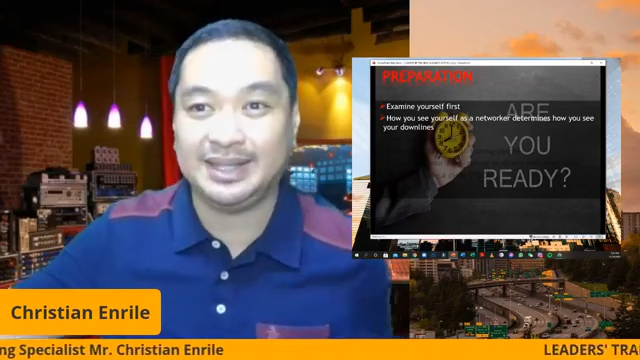 PREPARATION
Examine yourself first
How you see yourself as a networker determines how you see
your downlines
ARE
YOU
READY?
Christian Enrile
ng Specialist Mr. Christian Enrile
LEADERS' TRA